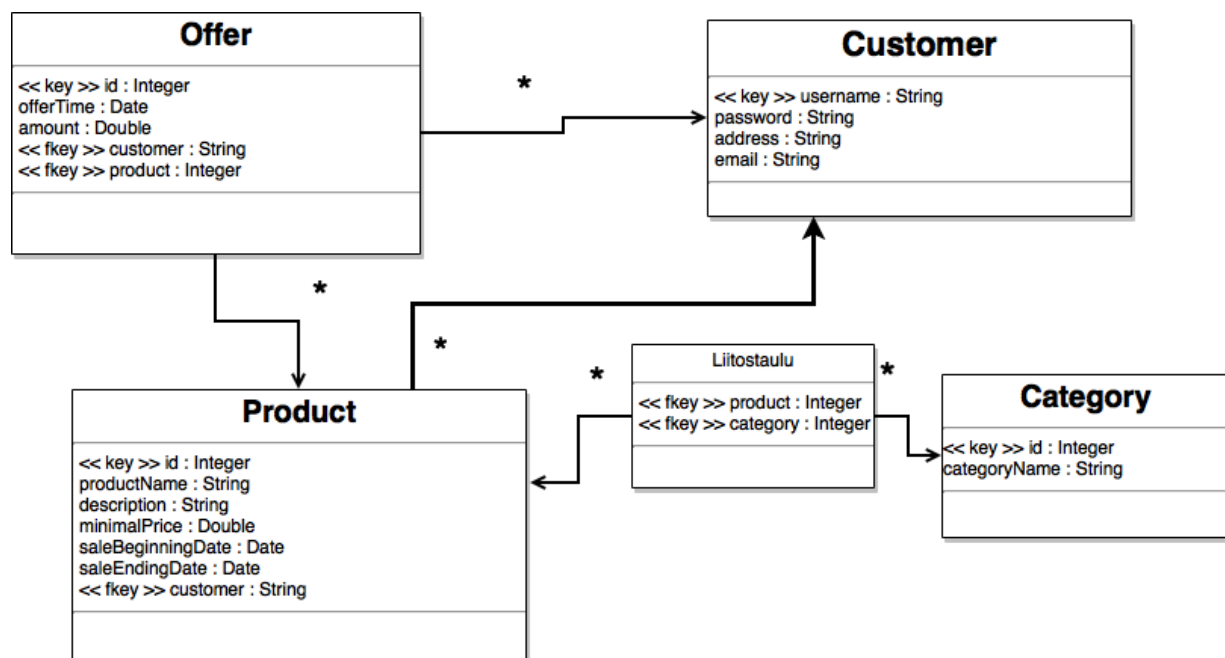 Offer
<< key >> id : Integer
offerTime : Date
amount : Double
<< fkey >> customer : String
<< fkey >> product : Integer
*
Customer
<< key >> username : String
password : String
address : String
email : String
*
*
Product
<< key >> id : Integer
productName : String
description : String
minimalPrice : Double
saleBeginningDate : Date
saleEndingDate : Date
<< fkey >> customer : String
*
Liitostaulu
<< fkey >> product : Integer
<< fkey >> category : Integer
*
Category
<< key >> id : Integer
categoryName : String